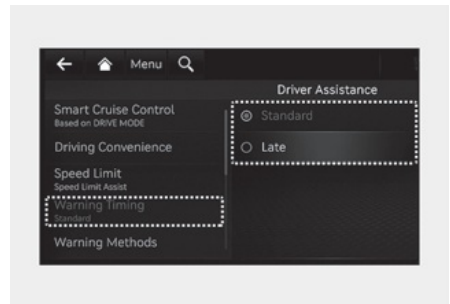 Menu
Driver Assistance
Smart Cruise Control
Based on DRIVE MODE
Driving Convenience
Speed Limit
Speed Limit Assist
Warning Timing
Standard
Warning Methods
Standard
Late